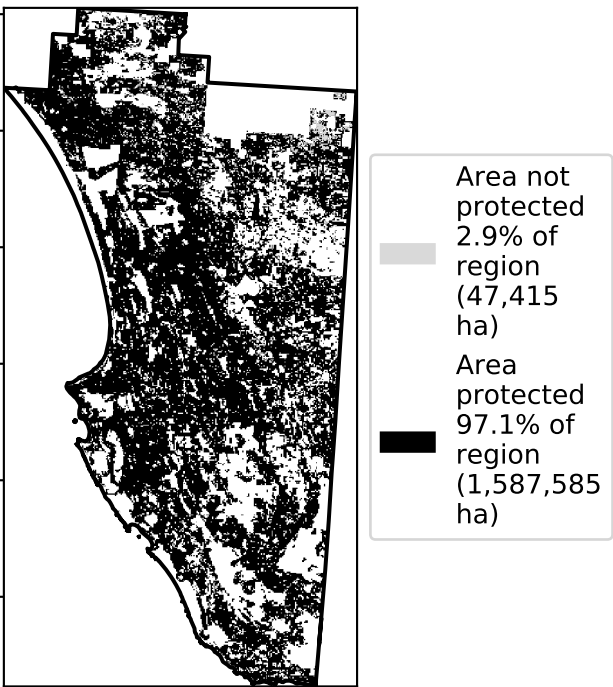 Area not
protected
2.9% of
region
(47,415
ha)
Area
protected
97.1% of
region
(1,587,585
ha)